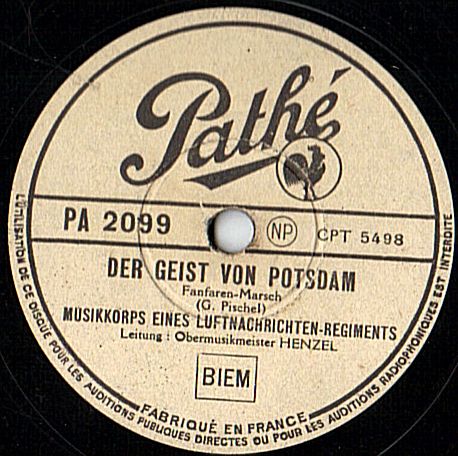 Pathé
PA 2099
NP
CPT 5498
DER GEIST VON POTSDAM
Fanfaren-Marsch
(G. Pischel)
MUSIKKORPS EINES LUFTNACHRICHTEN-REGIMENTS
Leitung : Obermusikmeister HENZEL
BIEM
FABRIQUÉ EN FRANCE
L'UTILISATION DE CE DISQUE POUR LES AUDITIONS PUBLIQUES DIRECTES OU POUR LES AUDITIONS RADIOPHONIQUES EST INTERDITE